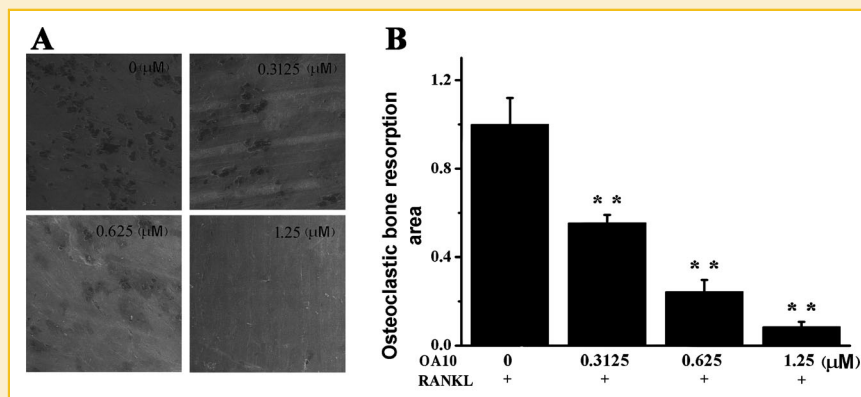 A
0 (μM)
0.3125 (μM)
0.625 (μM)
1.25 (μM)
B
Osteoclastic bone resorption
area
1.2
0.8
0.4
0.0
* *
* *
* *
OA10 0 0.3125 0.625 1.25 (μM)
RANKL + + + +